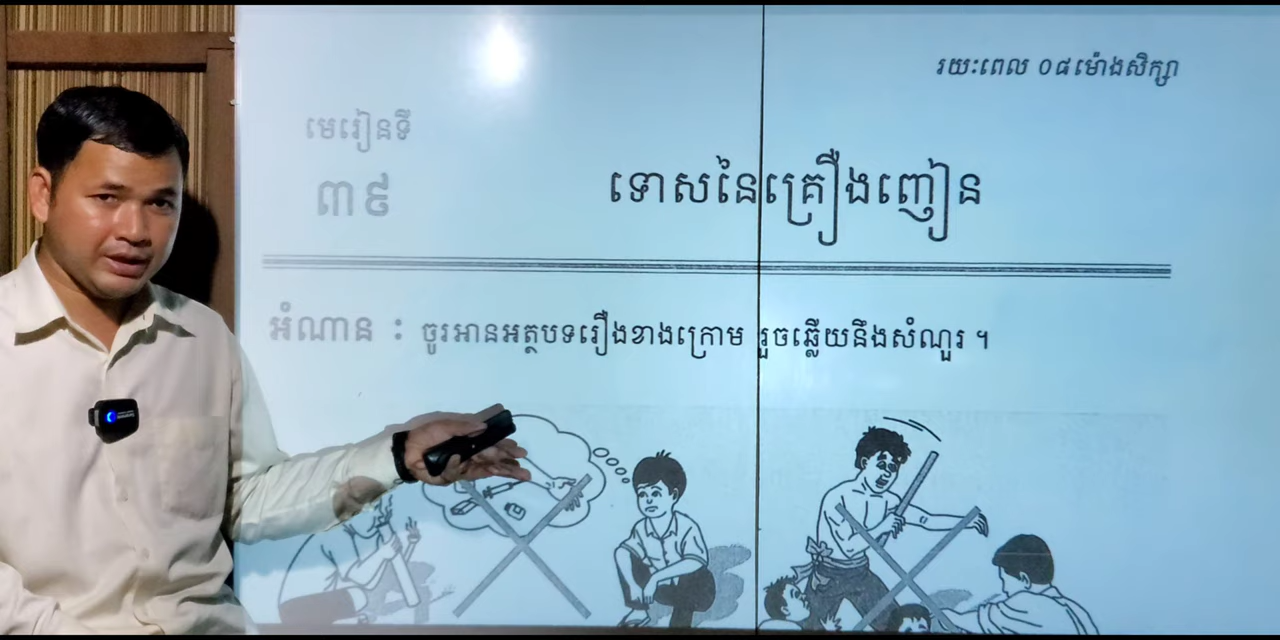 រយៈពេល ០៨ម៉ោងសិក្សា
មេរៀនទី
៣៩
ទោសនៃគ្រឿងញៀន
អំណាន ៖ ចូរអានអត្ថបទរឿងខាងក្រោម រួចឆ្លើយនឹងសំណួរ ។